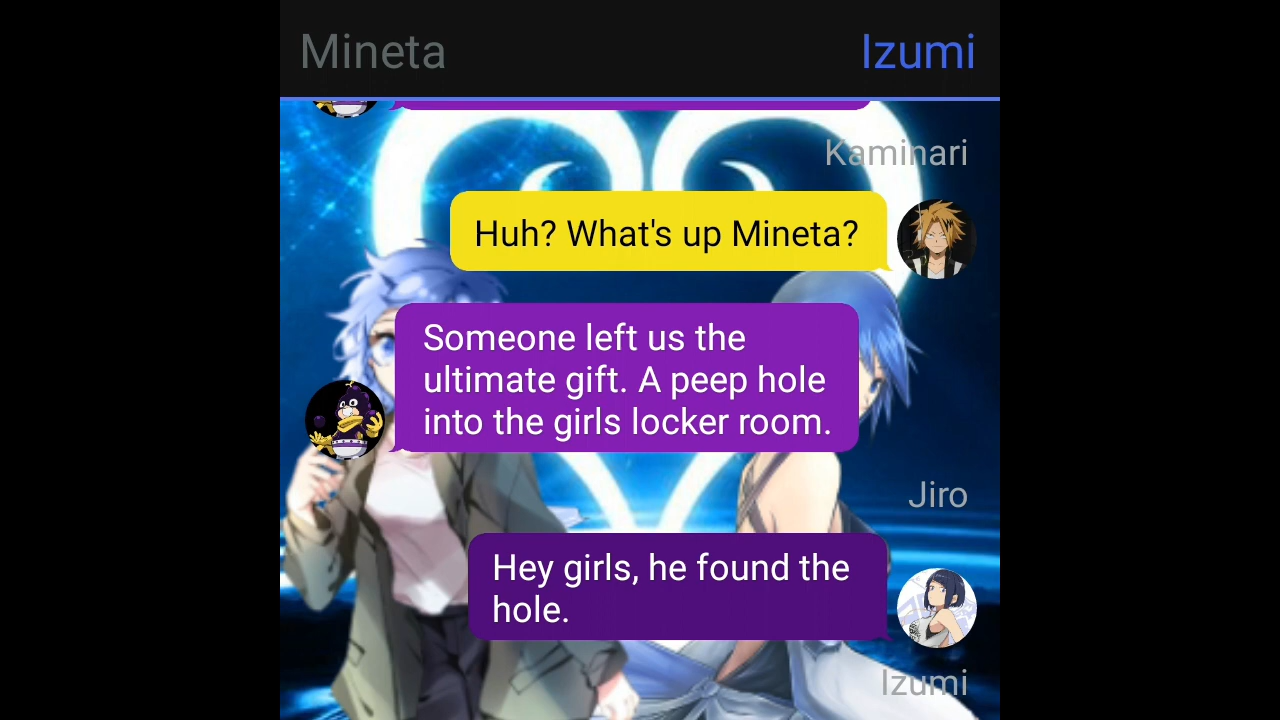 Mineta
Izumi
Kaminari
Huh? What's up Mineta?
Someone left us the
ultimate gift. A peep hole
into the girls locker room.
Jiro
Hey girls, he found the
hole.
Izumi